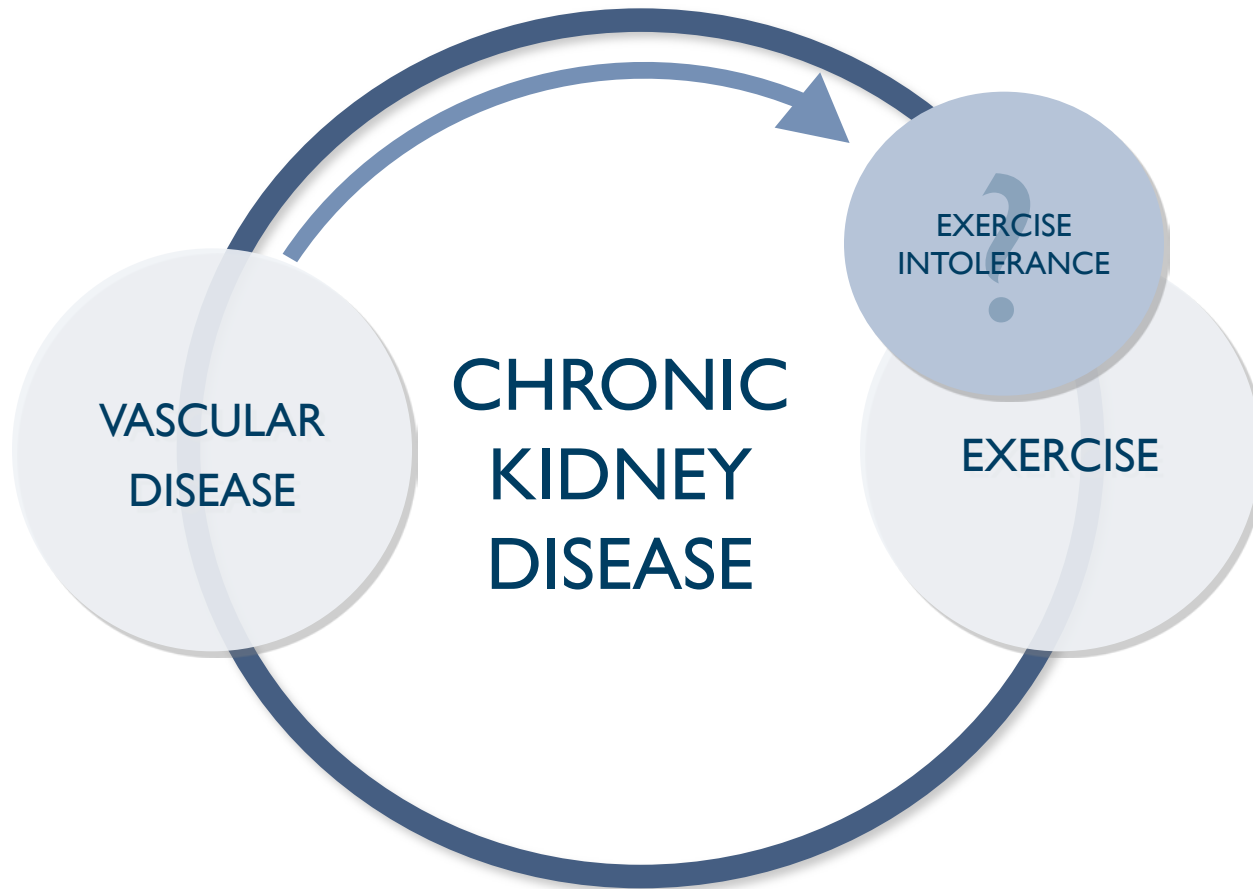 ?
EXERCISE
INTOLERANCE
VASCULAR
DISEASE
CHRONIC
KIDNEY
DISEASE
EXERCISE